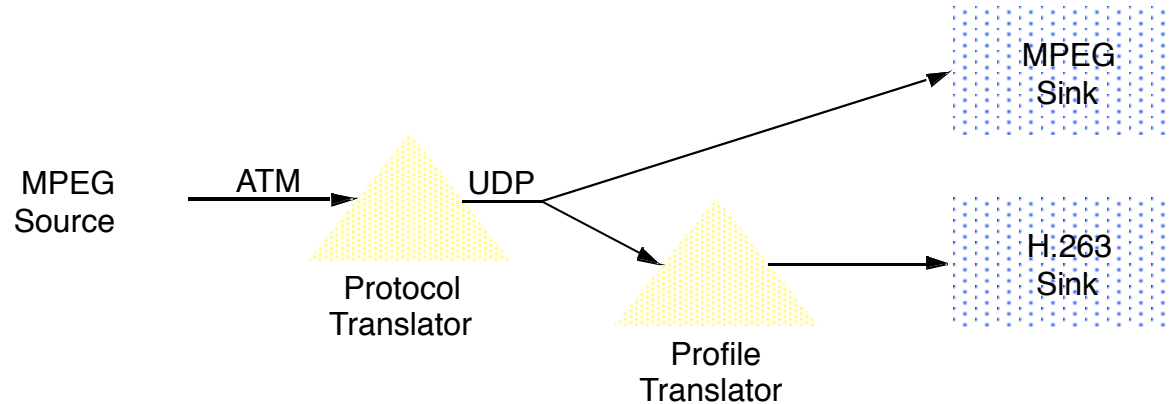 MPEG
Source
ATM
Protocol
Translator
UDP
MPEG
Sink
Profile
Translator
H.263
Sink